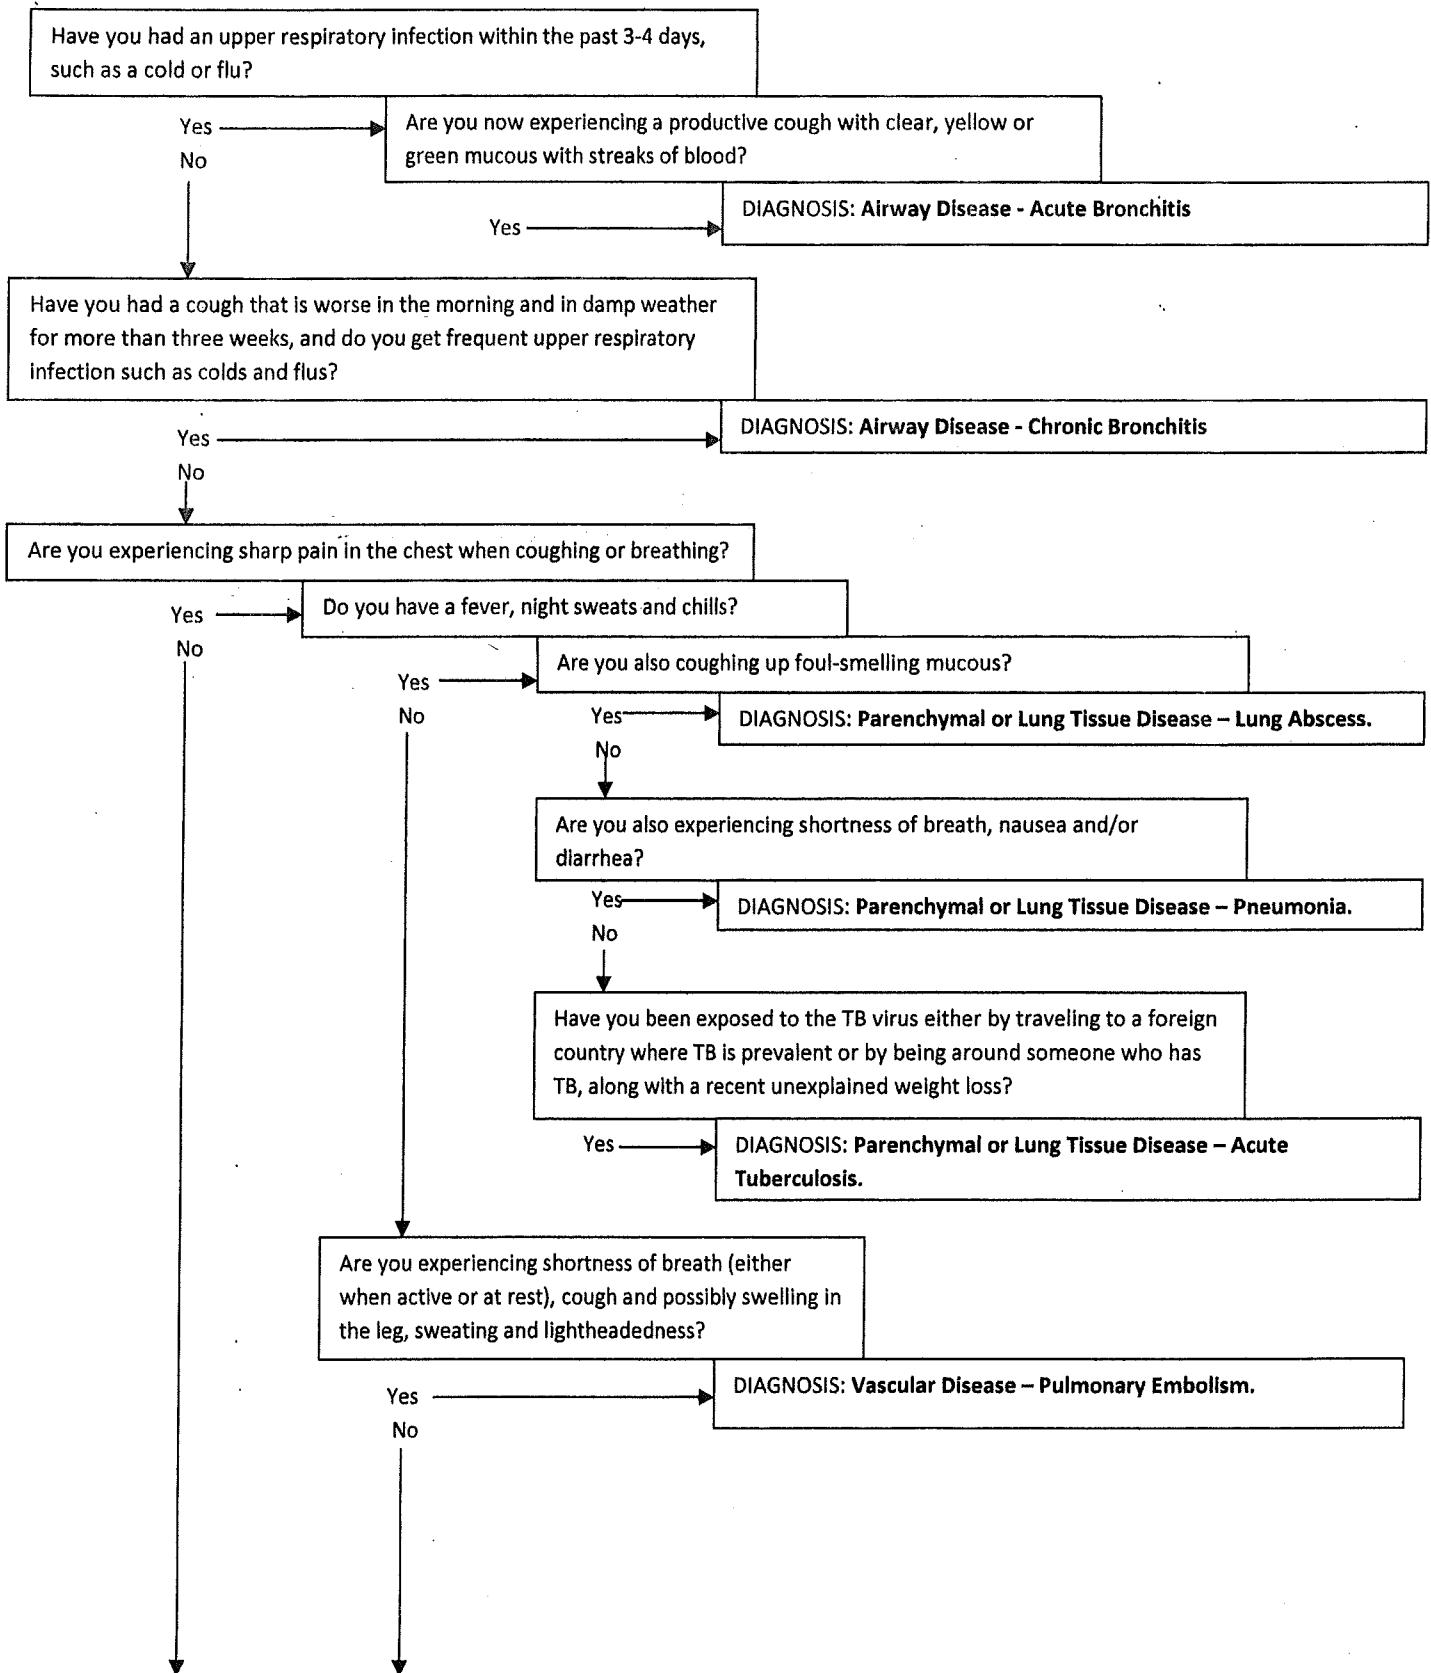 Have you had an upper respiratory infection within the past 3-4 days,
such as a cold or flu?
Yes
Are you now experiencing a productive cough with clear, yellow or
green mucous with streaks of blood?
No
Yes
DIAGNOSIS: Airway Disease - Acute Bronchitis
Have you had a cough that is worse in the morning and in damp weather
for more than three weeks, and do you get frequent upper respiratory
infection such as colds and flus?
Yes
DIAGNOSIS: Airway Disease - Chronic Bronchitis
No
Are you experiencing sharp pain in the chest when coughing or breathing?
Yes
Do you have a fever, night sweats and chills?
No
Are you also coughing up foul-smelling mucous?
Yes
No
Yes
DIAGNOSIS: Parenchymal or Lung Tissue Disease – Lung Abscess.
No
Are you also experiencing shortness of breath, nausea and/or
diarrhea?
Yes
DIAGNOSIS: Parenchymal or Lung Tissue Disease – Pneumonia.
No
Have you been exposed to the TB virus either by traveling to a foreign
country where TB is prevalent or by being around someone who has
TB, along with a recent unexplained weight loss?
Yes
DIAGNOSIS: Parenchymal or Lung Tissue Disease – Acute
Tuberculosis.
Are you experiencing shortness of breath (either
when active or at rest), cough and possibly swelling in
the leg, sweating and lightheadedness?
Yes
DIAGNOSIS: Vascular Disease – Pulmonary Embolism.
No